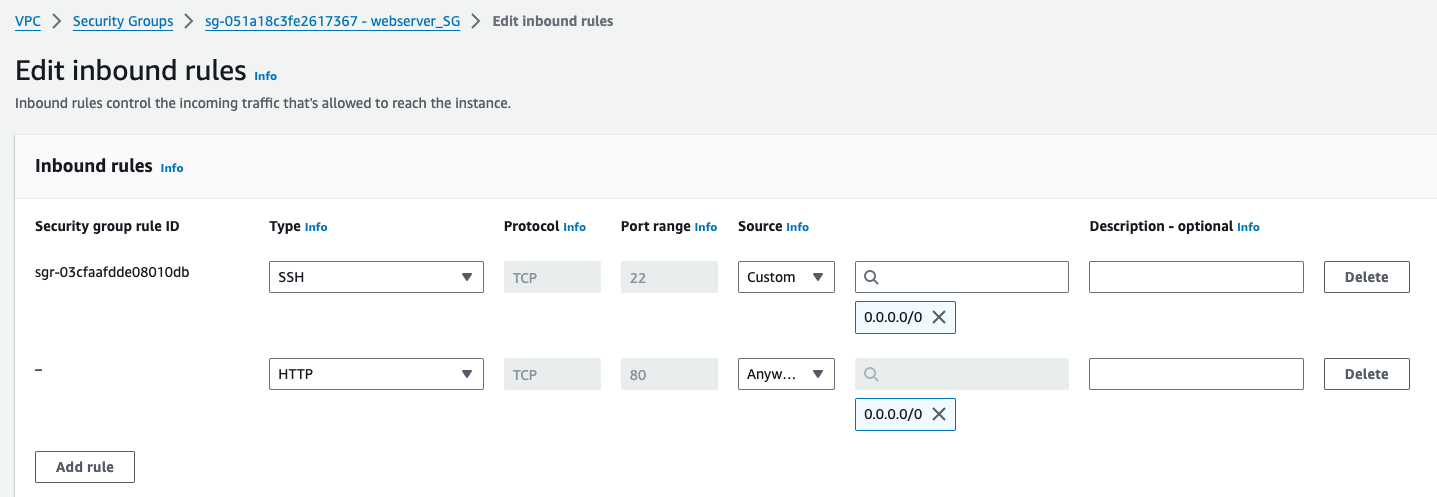 VPC > Security Groups > sg-051a18c3fe2617367 - webserver_SG > Edit inbound rules
Edit inbound rules Info
Inbound rules control the incoming traffic that's allowed to reach the instance.
Inbound rules Info
Security group rule ID Type Info Protocol Info Port range Info Source Info Description - optional Info
sgr-03cfaafdde08010db SSH TCP 22 Custom Delete
0.0.0.0/0
– HTTP TCP 80 Anyw... Delete
0.0.0.0/0
Add rule